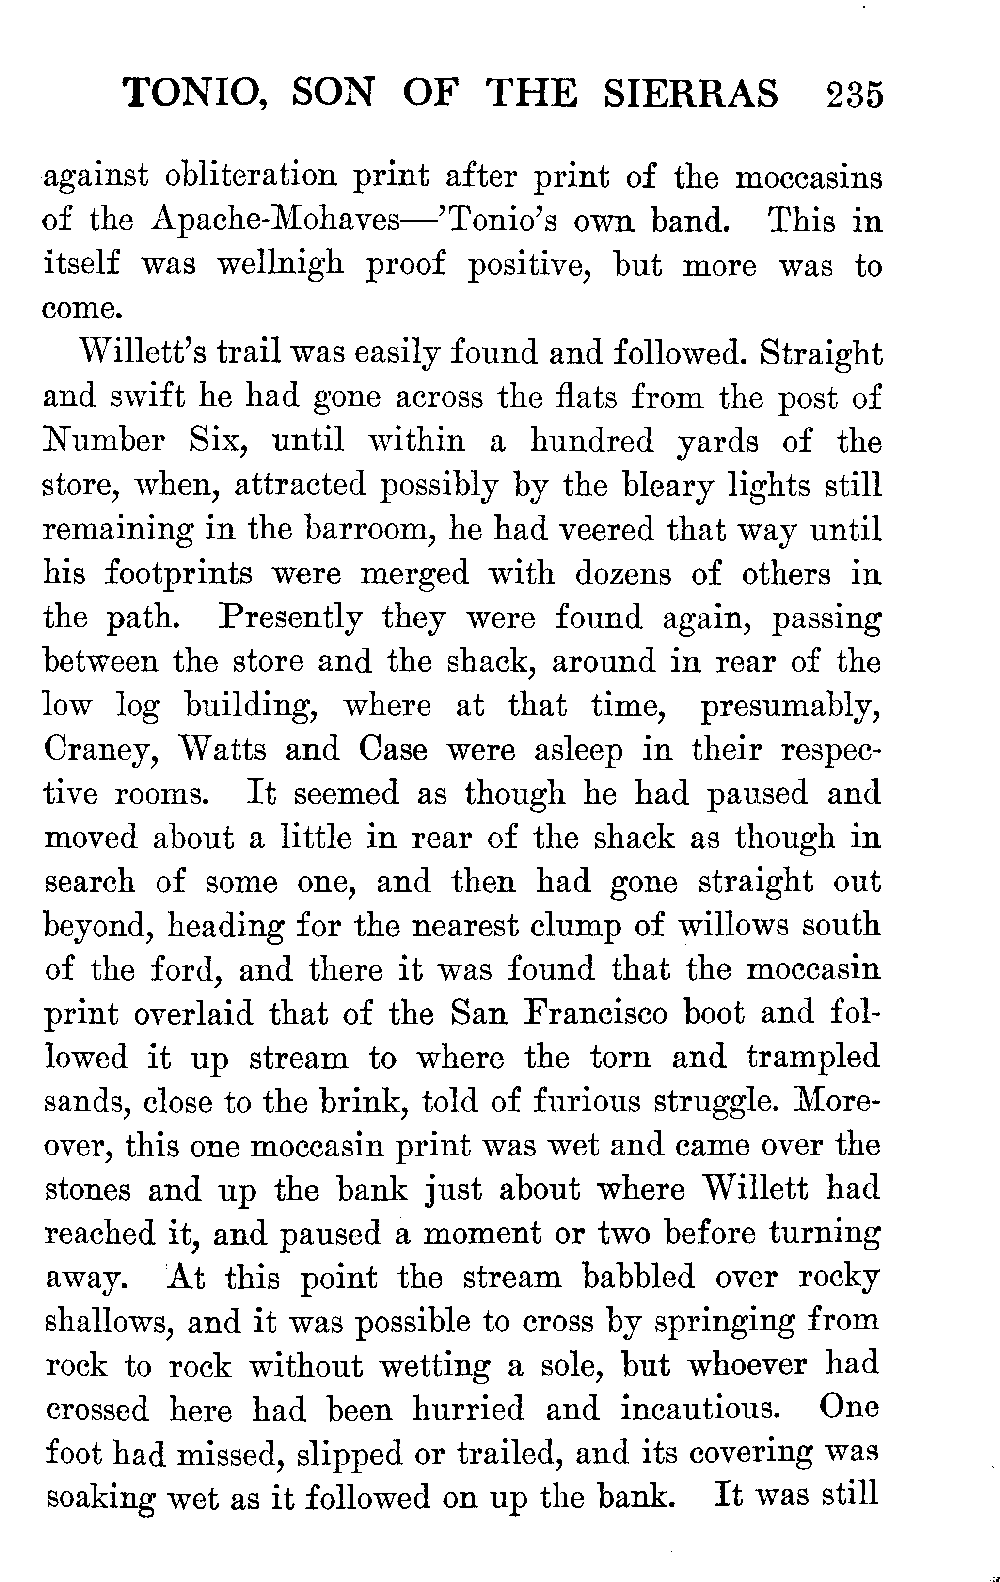 TONIO, SON OF THE SIERRAS 235
against obliteration print after print of the moccasins
of the Apache-Mohaves—’Tonio’s own band. This in
itself was wellnigh proof positive, but more was to
come.
Willett’s trail was easily found and followed. Straight
and swift he had gone across the flats from the post of
Number Six, until within a hundred yards of the
store, when, attracted possibly by the bleary lights still
remaining in the barroom, he had veered that way until
his footprints were merged with dozens of others in
the path. Presently they were found again, passing
between the store and the shack, around in rear of the
low log building, where at that time, presumably,
Craney, Watts and Case were asleep in their respec-
tive rooms. It seemed as though he had paused and
moved about a little in rear of the shack as though in
search of some one, and then had gone straight out
beyond, heading for the nearest clump of willows south
of the ford, and there it was found that the moccasin
print overlaid that of the San Francisco boot and fol-
lowed it up stream to where the torn and trampled
sands, close to the brink, told of furious struggle. More-
over, this one moccasin print was wet and came over the
stones and up the bank just about where Willett had
reached it, and paused a moment or two before turning
away. At this point the stream babbled over rocky
shallows, and it was possible to cross by springing from
rock to rock without wetting a sole, but whoever had
crossed here had been hurried and incautious. One
foot had missed, slipped or trailed, and its covering was
soaking wet as it followed on up the bank. It was still